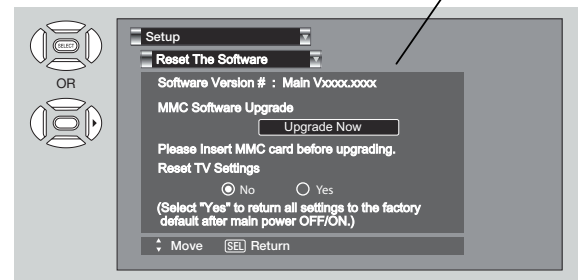 SELECT
OR
Setup
Reset The Software
Software Version # : Main Vxxxx.xxxx
MMC Software Upgrade
Upgrade Now
Please Insert MMC card before upgrading.
Reset TV Settings
No Yes
(Select "Yes" to return all settings to the factory
default after main power OFF/ON.)
Move SEL Return